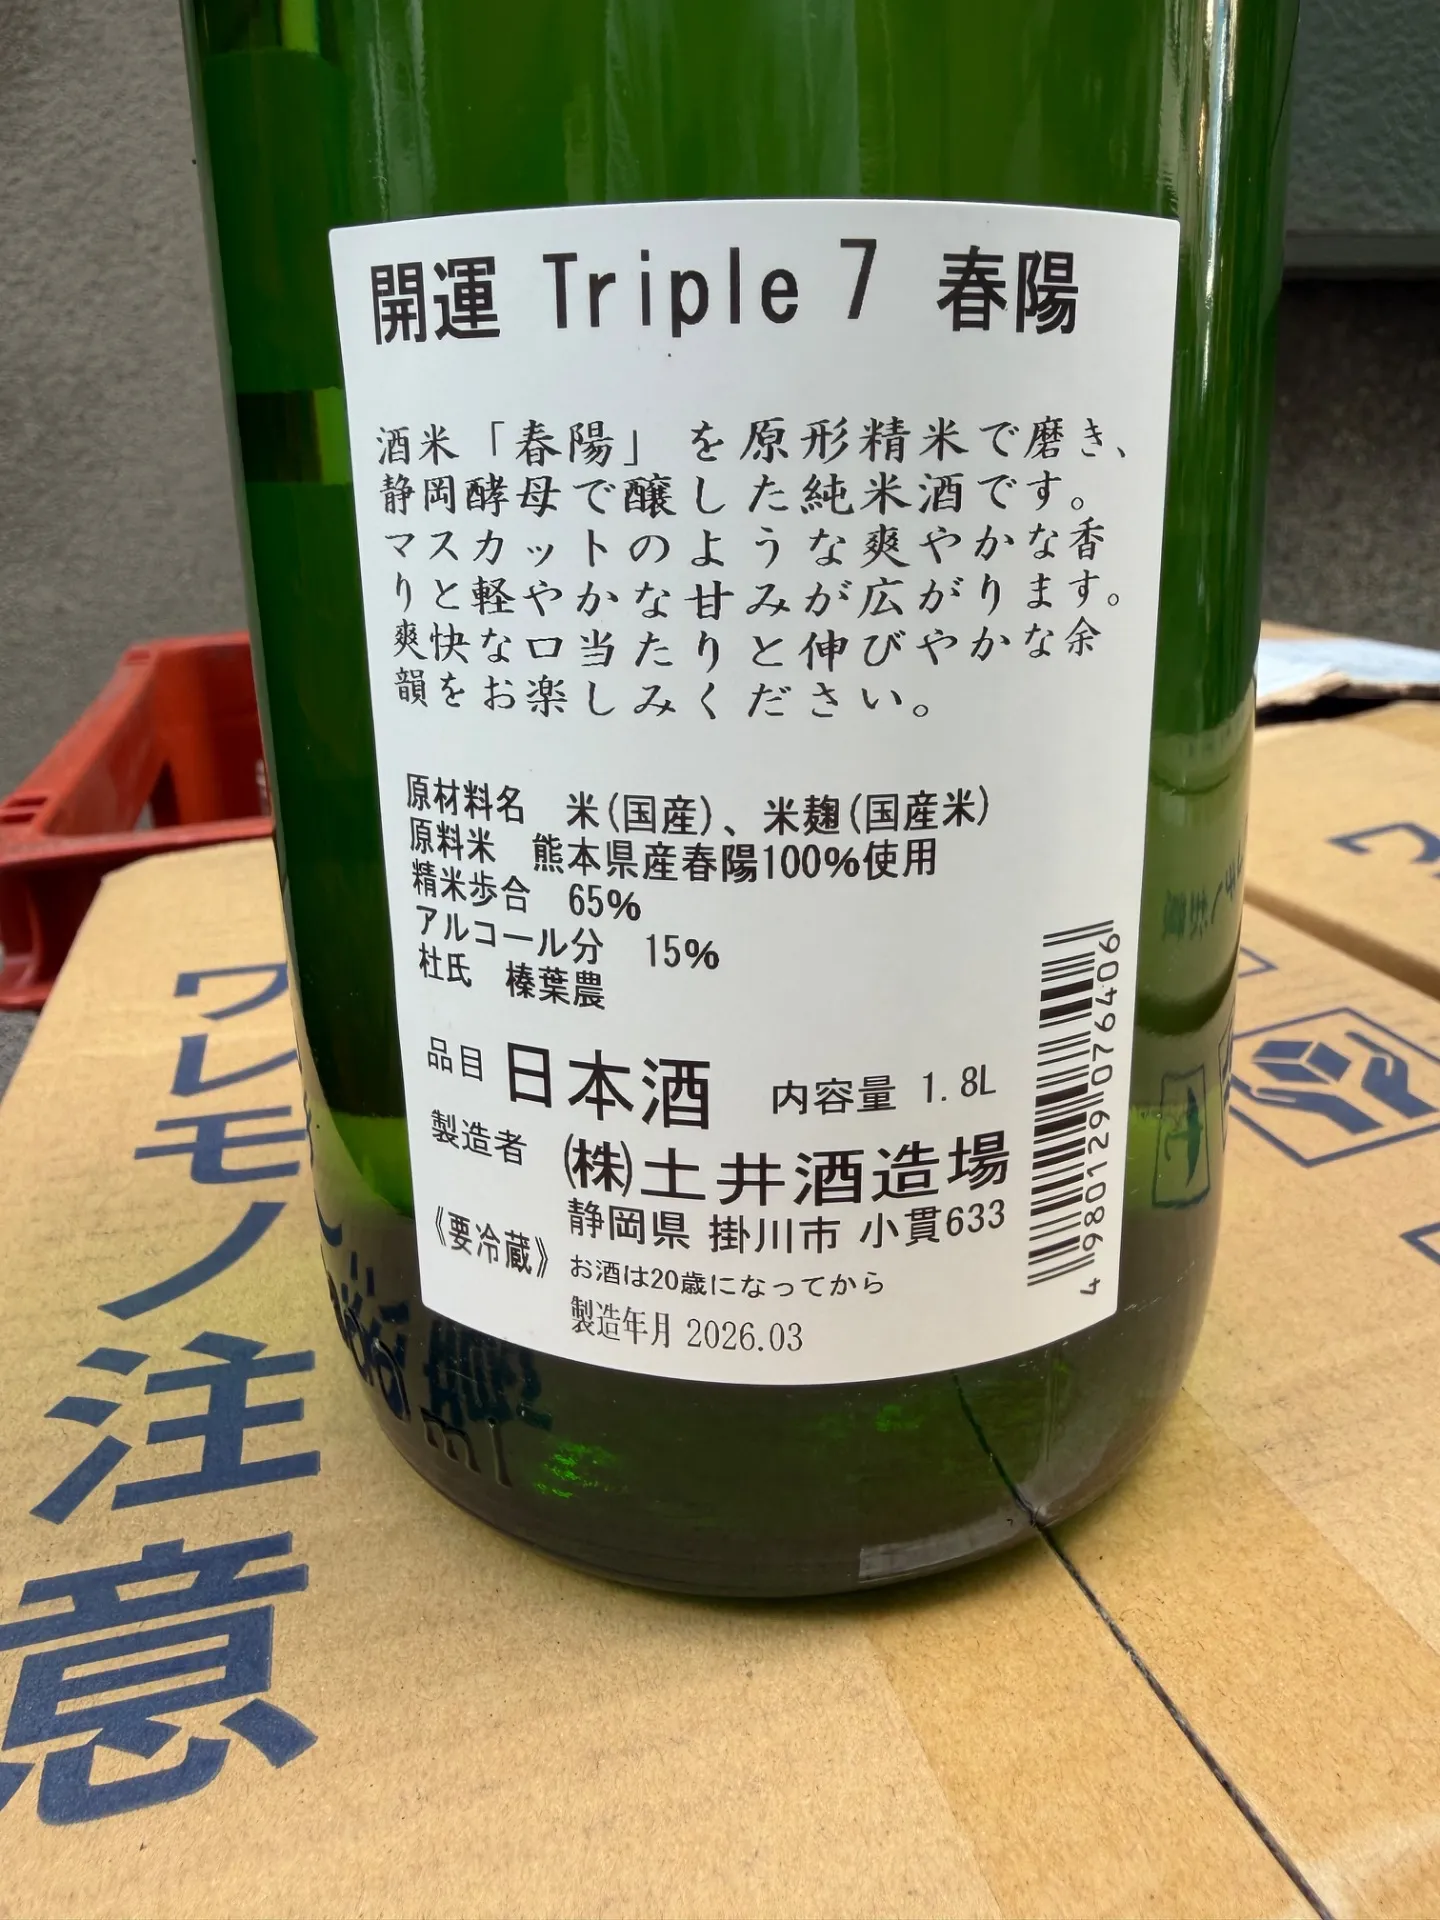 開運 Triple 7 春陽
酒米「春陽」を原形精米で磨き、
静岡酵母で醸した純米酒です。
マスカットのような爽やかな香
りと軽やかな甘みが広がります。
爽快な口当たりと伸びやかな余
韻をお楽しみください。
原材料名 米(国産)、米麹(国産米)
原料米 熊本県産春陽100%使用
精米歩合 65%
アルコール分 15%
杜氏 榛葉農
品目 日本酒 内容量 1.8L
製造者 ㈱土井酒造場
静岡県 掛川市 小貫633
《要冷蔵》 お酒は20歳になってから
製造年月 2026.03
4980129076406
ml
ワレモノ
注意